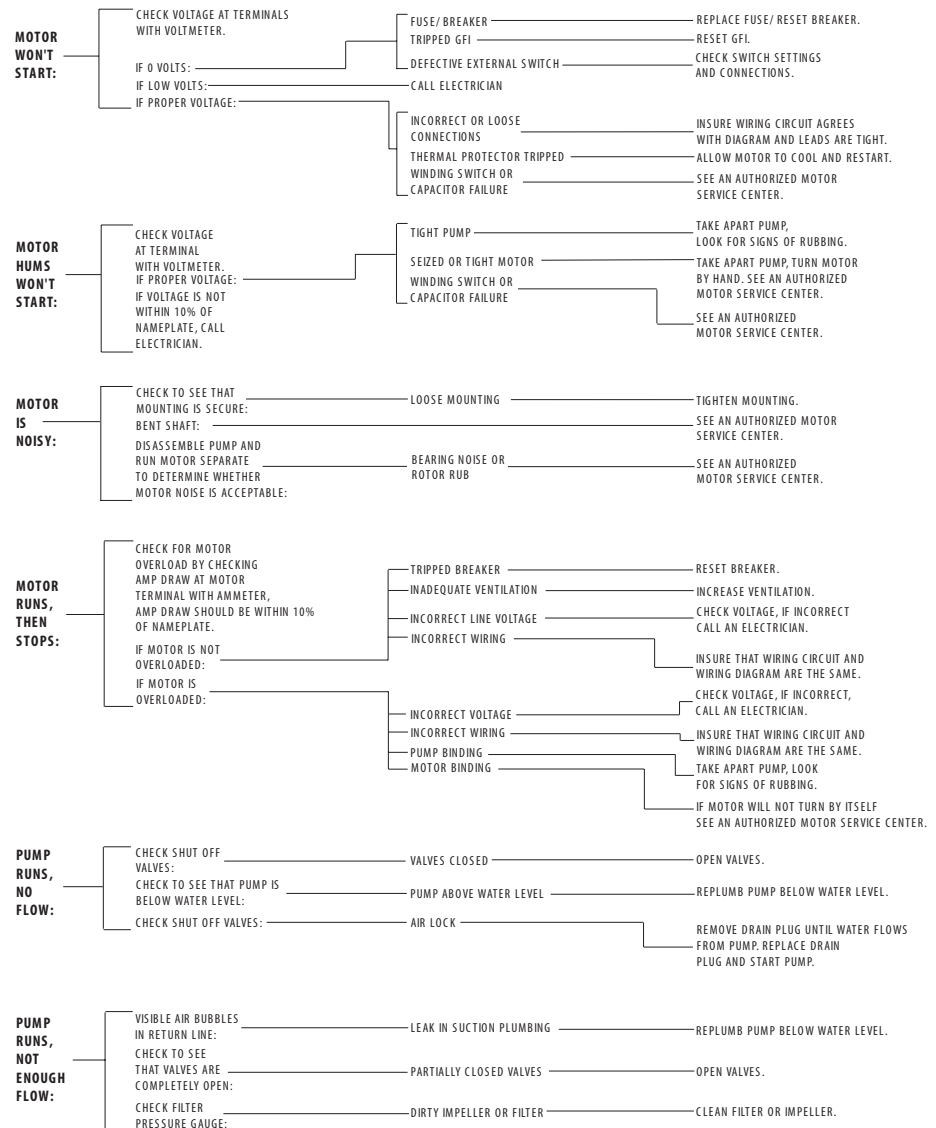 MOTOR
WON'T
START:
CHECK VOLTAGE AT TERMINALS
WITH VOLTMETER.
IF 0 VOLTS:
FUSE/ BREAKER
REPLACE FUSE/ RESET BREAKER.
TRIPPED GFI
RESET GFI.
DEFECTIVE EXTERNAL SWITCH
CHECK SWITCH SETTINGS
AND CONNECTIONS.
IF LOW VOLTS:
CALL ELECTRICIAN
IF PROPER VOLTAGE:
INCORRECT OR LOOSE
CONNECTIONS
INSURE WIRING CIRCUIT AGREES
WITH DIAGRAM AND LEADS ARE TIGHT.
THERMAL PROTECTOR TRIPPED
ALLOW MOTOR TO COOL AND RESTART.
WINDING SWITCH OR
CAPACITOR FAILURE
SEE AN AUTHORIZED MOTOR
SERVICE CENTER.
MOTOR
HUMS
WON'T
START:
CHECK VOLTAGE
AT TERMINAL
WITH VOLTMETER.
IF PROPER VOLTAGE:
IF VOLTAGE IS NOT
WITHIN 10% OF
NAMEPLATE, CALL
ELECTRICIAN.
TIGHT PUMP
TAKE APART PUMP,
LOOK FOR SIGNS OF RUBBING.
SEIZED OR TIGHT MOTOR
TAKE APART PUMP, TURN MOTOR
BY HAND. SEE AN AUTHORIZED
MOTOR SERVICE CENTER.
WINDING SWITCH OR
CAPACITOR FAILURE
SEE AN AUTHORIZED
MOTOR SERVICE CENTER.
MOTOR
IS
NOISY:
CHECK TO SEE THAT
MOUNTING IS SECURE:
LOOSE MOUNTING
TIGHTEN MOUNTING.
BENT SHAFT:
SEE AN AUTHORIZED MOTOR
SERVICE CENTER.
DISASSEMBLE PUMP AND
RUN MOTOR SEPARATE
TO DETERMINE WHETHER
MOTOR NOISE IS ACCEPTABLE:
BEARING NOISE OR
ROTOR RUB
SEE AN AUTHORIZED
MOTOR SERVICE CENTER.
MOTOR
RUNS,
THEN
STOPS:
CHECK FOR MOTOR
OVERLOAD BY CHECKING
AMP DRAW AT MOTOR
TERMINAL WITH AMMETER,
AMP DRAW SHOULD BE WITHIN 10%
OF NAMEPLATE.
IF MOTOR IS NOT
OVERLOADED:
TRIPPED BREAKER
RESET BREAKER.
INADEQUATE VENTILATION
INCREASE VENTILATION.
INCORRECT LINE VOLTAGE
CHECK VOLTAGE, IF INCORRECT
CALL AN ELECTRICIAN.
INCORRECT WIRING
INSURE THAT WIRING CIRCUIT AND
WIRING DIAGRAM ARE THE SAME.
IF MOTOR IS
OVERLOADED:
INCORRECT VOLTAGE
CHECK VOLTAGE, IF INCORRECT,
CALL AN ELECTRICIAN.
INCORRECT WIRING
INSURE THAT WIRING CIRCUIT AND
WIRING DIAGRAM ARE THE SAME.
PUMP BINDING
TAKE APART PUMP, LOOK
FOR SIGNS OF RUBBING.
MOTOR BINDING
IF MOTOR WILL NOT TURN BY ITSELF
SEE AN AUTHORIZED MOTOR SERVICE CENTER.
PUMP
RUNS,
NO
FLOW:
CHECK SHUT OFF
VALVES:
VALVES CLOSED
OPEN VALVES.
CHECK TO SEE THAT PUMP IS
BELOW WATER LEVEL:
PUMP ABOVE WATER LEVEL
REPLUMB PUMP BELOW WATER LEVEL.
CHECK SHUT OFF VALVES:
AIR LOCK
REMOVE DRAIN PLUG UNTIL WATER FLOWS
FROM PUMP. REPLACE DRAIN
PLUG AND START PUMP.
PUMP
RUNS,
NOT
ENOUGH
FLOW:
VISIBLE AIR BUBBLES
IN RETURN LINE:
LEAK IN SUCTION PLUMBING
REPLUMB PUMP BELOW WATER LEVEL.
CHECK TO SEE
THAT VALVES ARE
COMPLETELY OPEN:
PARTIALLY CLOSED VALVES
OPEN VALVES.
CHECK FILTER
PRESSURE GAUGE:
DIRTY IMPELLER OR FILTER
CLEAN FILTER OR IMPELLER.